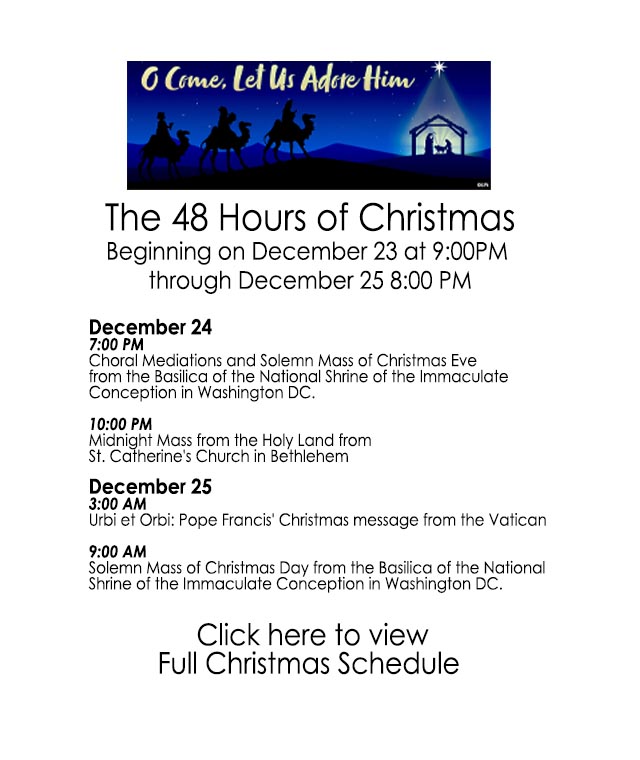 O Come, Let Us Adore Him
©LPi
The 48 Hours of Christmas
Beginning on December 23 at 9:00PM
through December 25 8:00 PM
December 24
7:00 PM
Choral Mediations and Solemn Mass of Christmas Eve
from the Basilica of the National Shrine of the Immaculate
Conception in Washington DC.
10:00 PM
Midnight Mass from the Holy Land from
St. Catherine's Church in Bethlehem
December 25
3:00 AM
Urbi et Orbi: Pope Francis' Christmas message from the Vatican
9:00 AM
Solemn Mass of Christmas Day from the Basilica of the National
Shrine of the Immaculate Conception in Washington DC.
Click here to view
Full Christmas Schedule